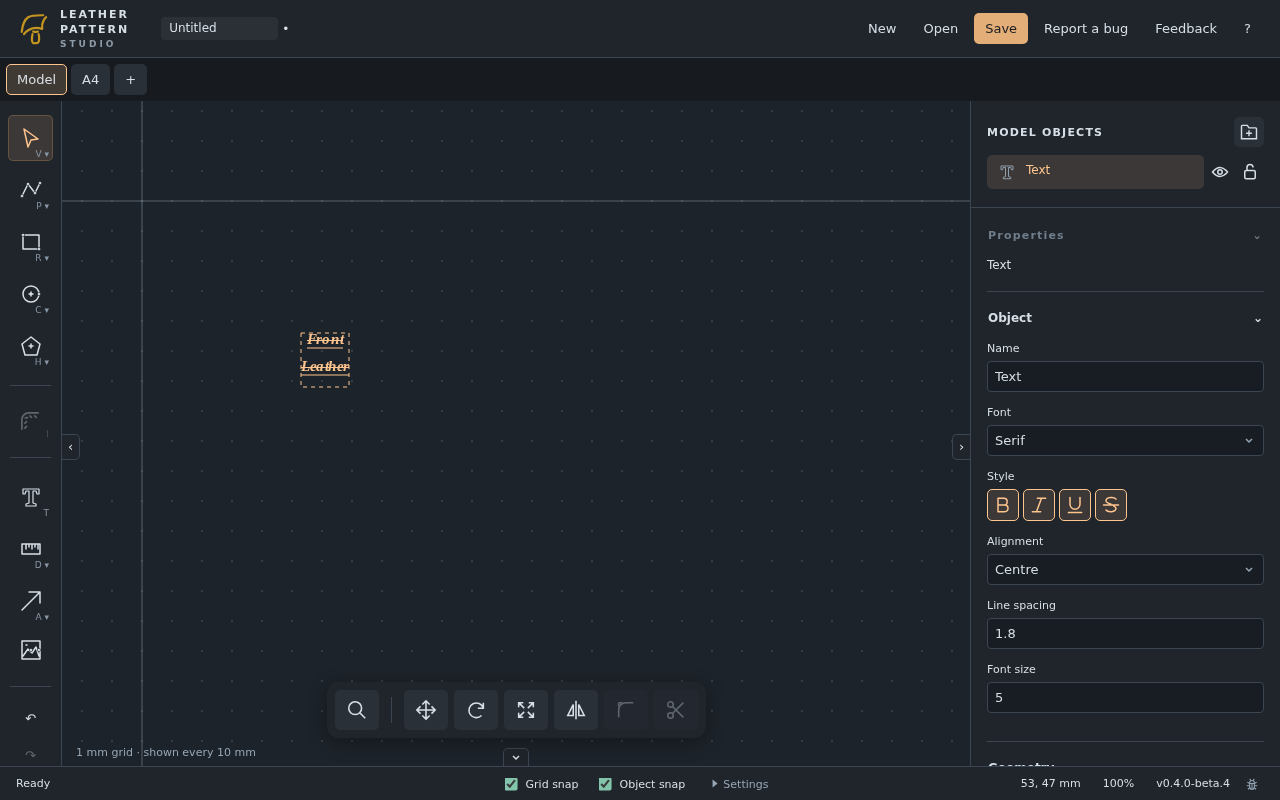 LEATHER
PATTERN
STUDIO
Untitled •
New Open Save Report a bug Feedback ?
Model A4 +
V ▾
P ▾
R ▾
C ▾
H ▾
I
T
D ▾
A ▾
Front
Leather
1 mm grid · shown every 10 mm
MODEL OBJECTS
Text
Properties
Text
Object
Name
Text
Font
Serif
Style
B I U S
Alignment
Centre
Line spacing
1.8
Font size
5
Geometry
Ready Grid snap Object snap Settings 53, 47 mm 100% v0.4.0-beta.4